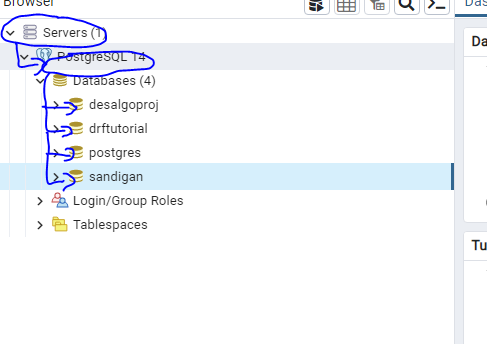 Browser
Das
Servers (1)
PostgreSQL 14
Databases (4)
desalgoproj
drftutorial
postgres
sandigan
Login/Group Roles
Tablespaces
Da
Tu